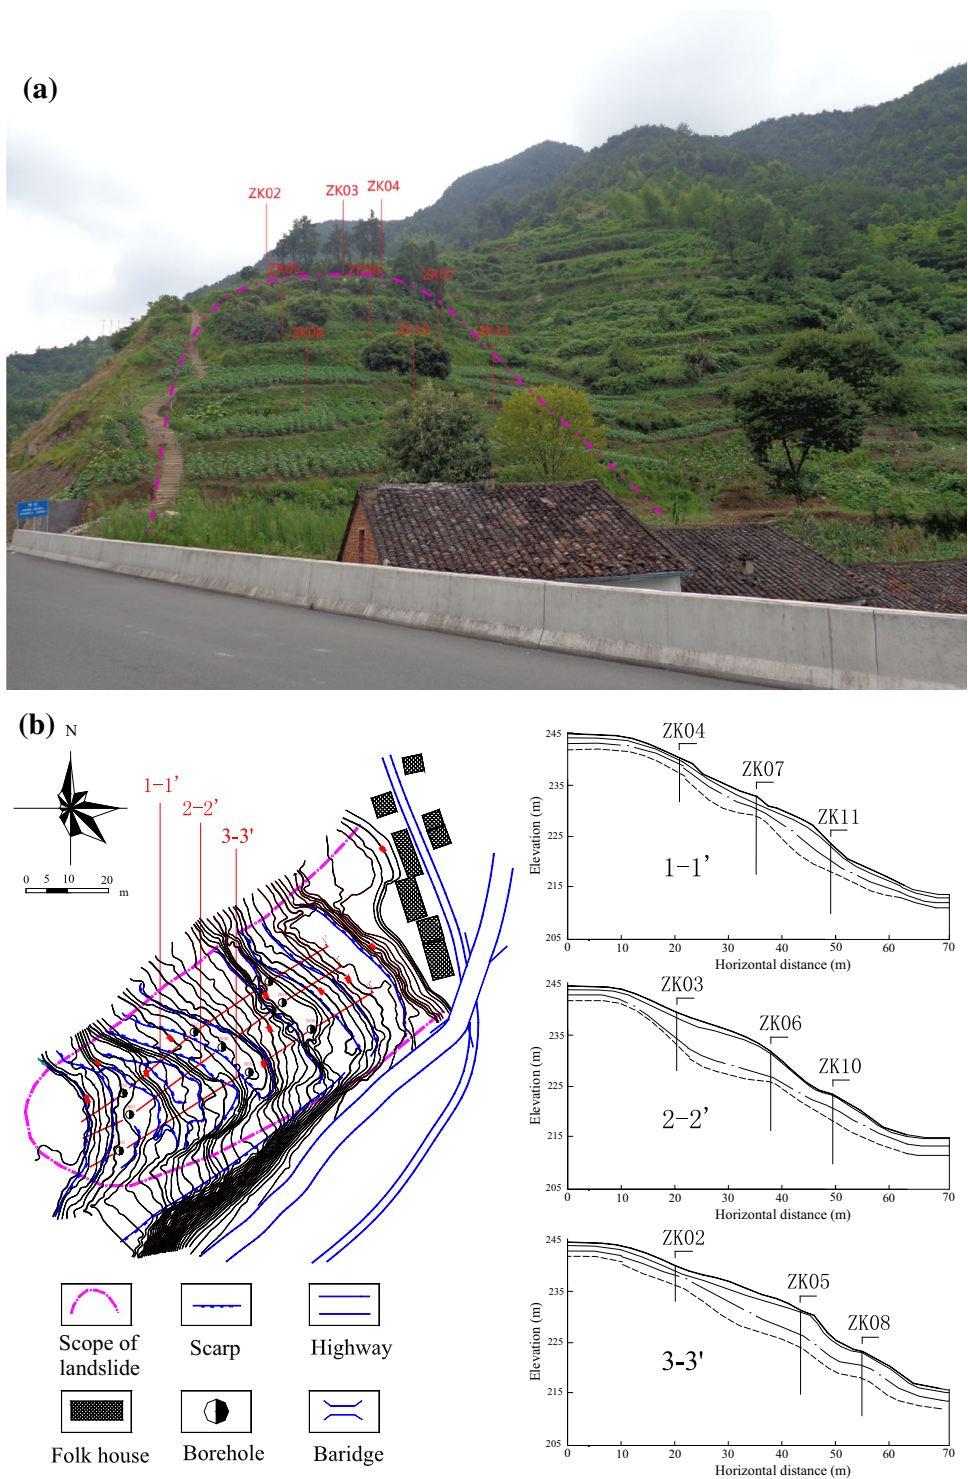 (a)
ZK02
ZK03
ZK04
ZK05
ZK06
ZK07
ZK08
ZK10
ZK11
(b)
N
0 5 10 20
m
1-1'
2-2'
3-3'
Scope of
landslide
Scarp
Highway
Folk house
Borehole
Baridge
245
235
225
215
205
Elevation (m)
ZK04
ZK07
ZK11
1-1'
0 10 20 30 40 50 60 70
Horizontal distance (m)
245
235
225
215
205
Elevation (m)
ZK03
ZK06
ZK10
2-2'
0 10 20 30 40 50 60 70
Horizontal distance (m)
245
235
225
215
205
Elevation (m)
ZK02
ZK05
ZK08
3-3'
0 10 20 30 40 50 60 70
Horizontal distance (m)